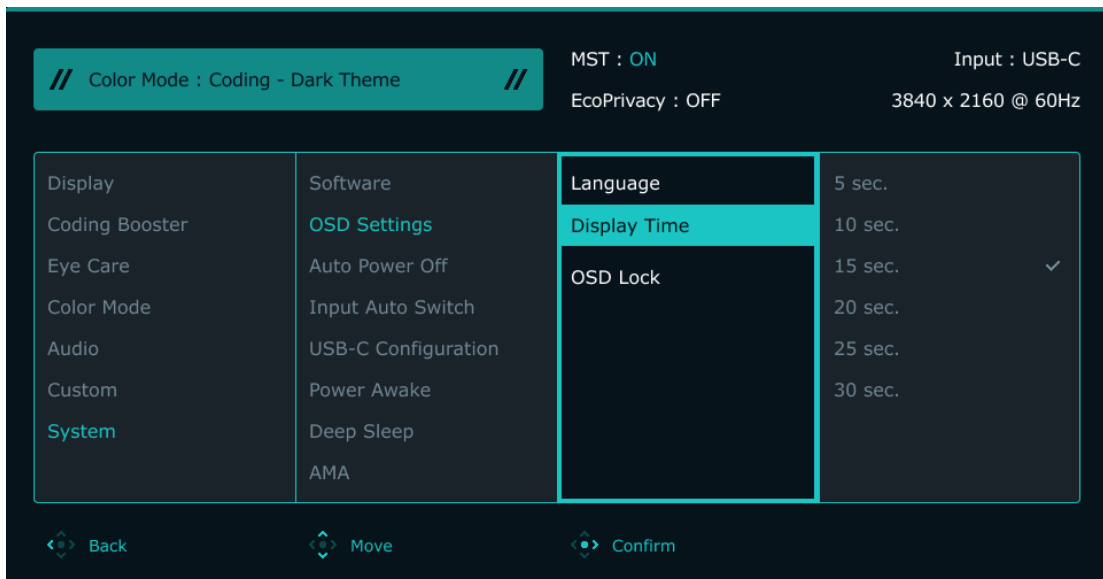 Color Mode : Coding - Dark Theme
MST : ON
Input : USB-C
EcoPrivacy : OFF
3840 x 2160 @ 60Hz
Display
Coding Booster
Eye Care
Color Mode
Audio
Custom
System
Software
OSD Settings
Auto Power Off
Input Auto Switch
USB-C Configuration
Power Awake
Deep Sleep
AMA
Language
Display Time
OSD Lock
5 sec.
10 sec.
15 sec.
20 sec.
25 sec.
30 sec.
Back
Move
Confirm